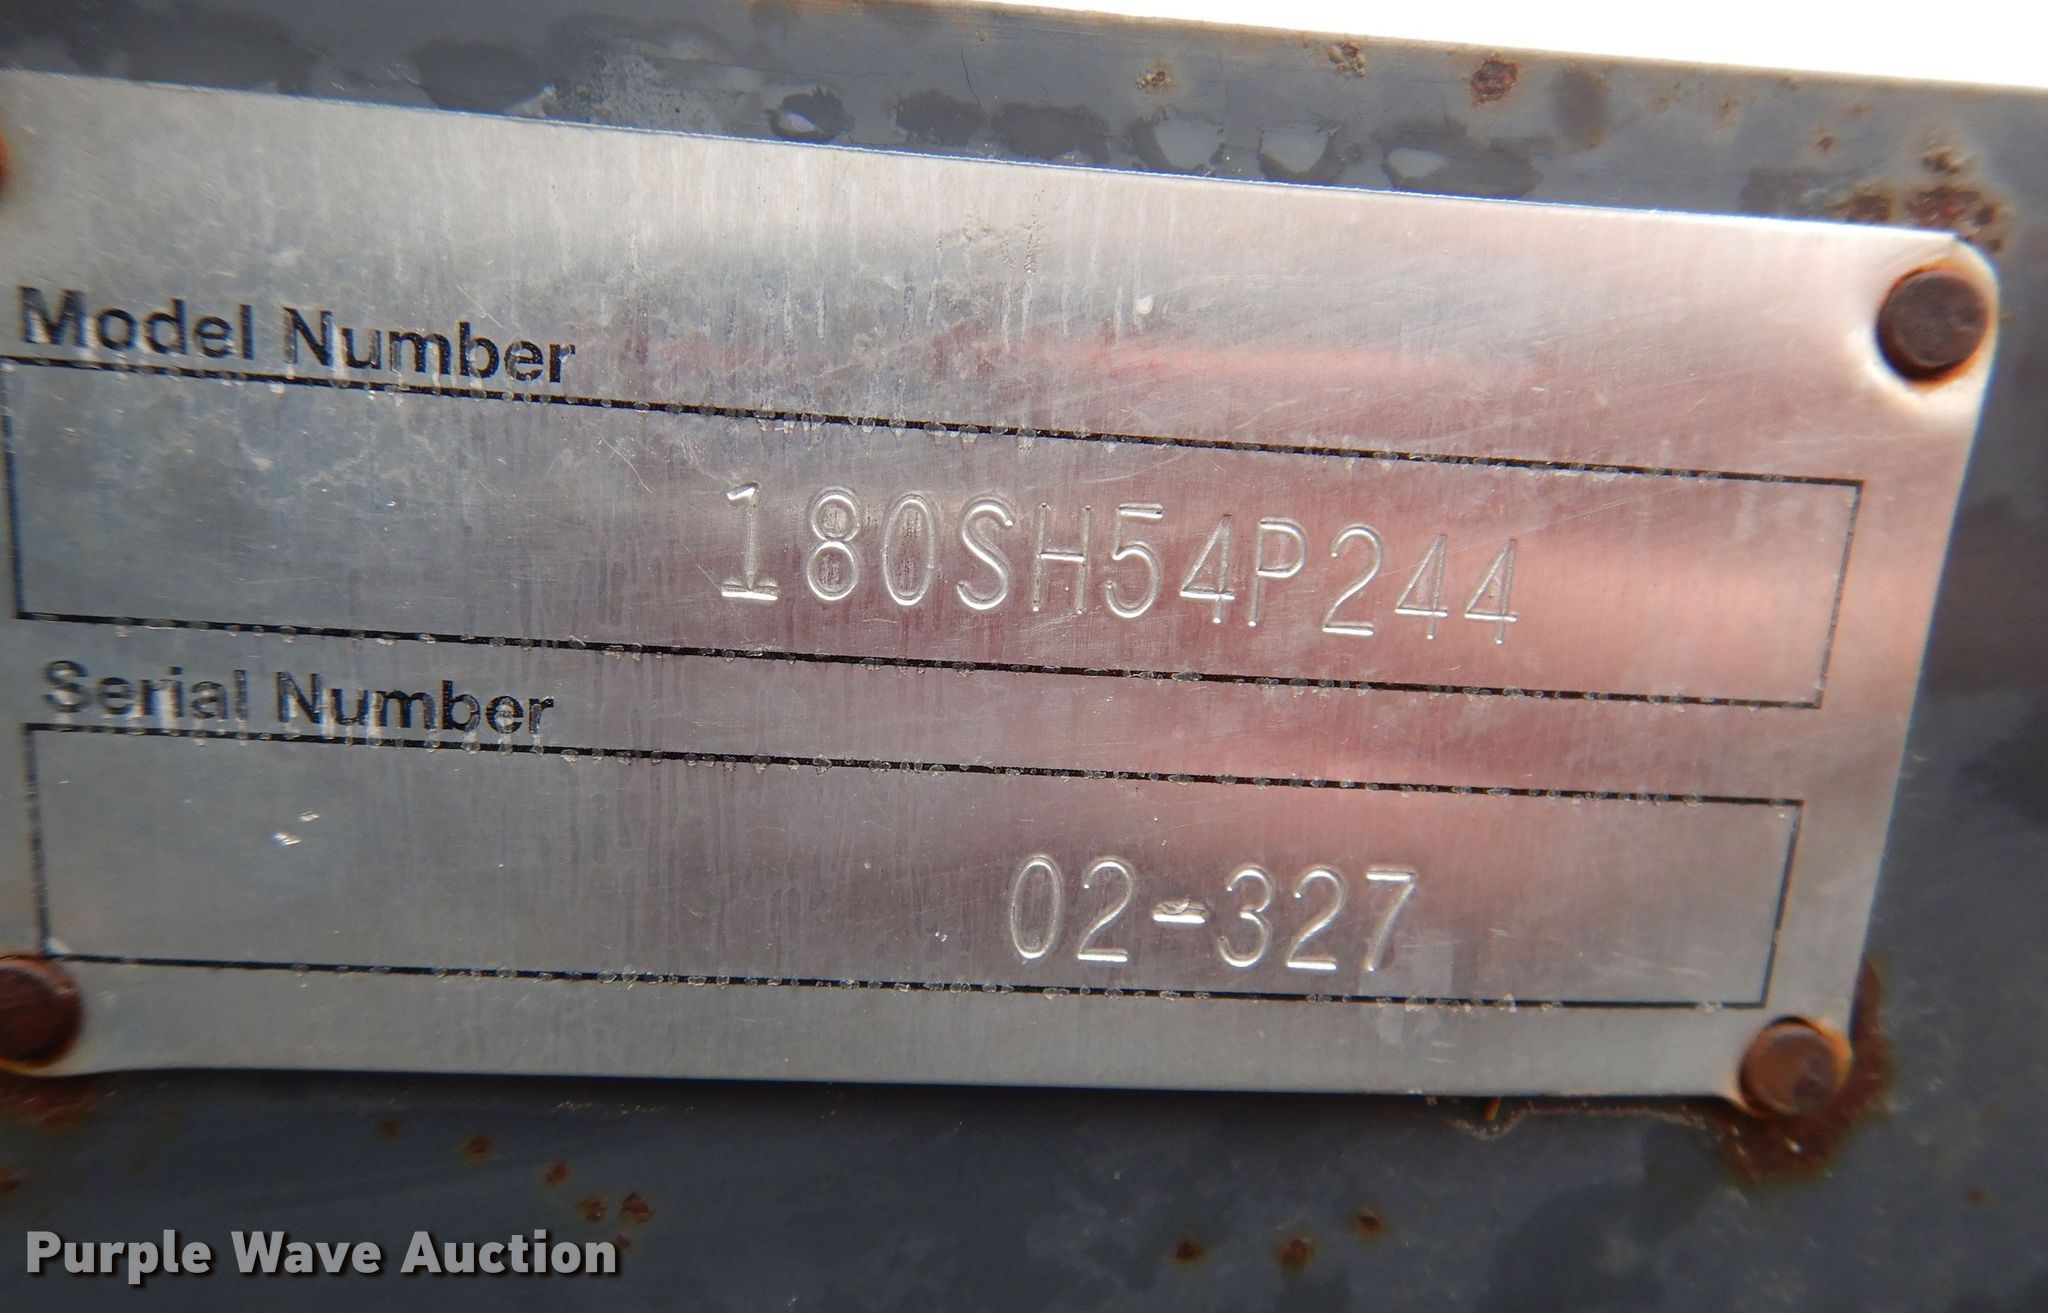 Model Number
180SH54P244
Serial Number
02-327
Purple Wave Auction